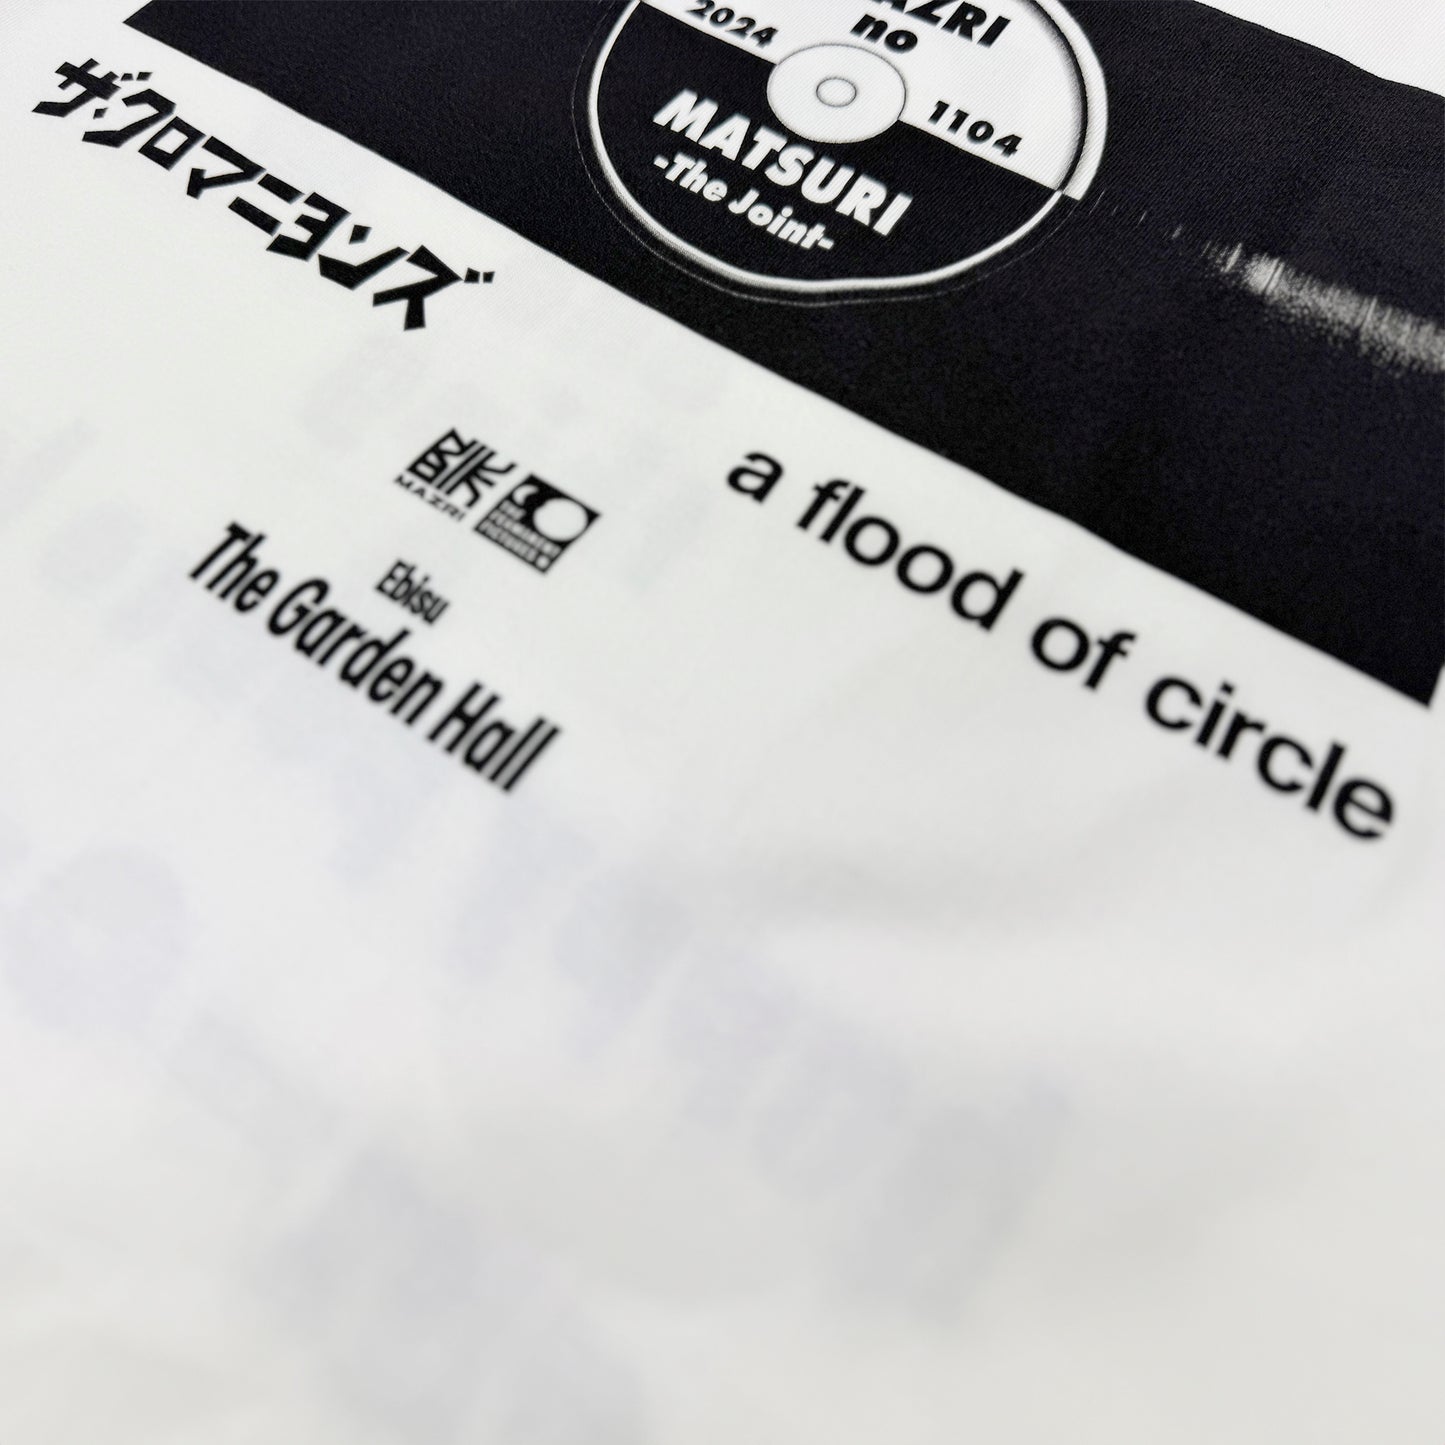 AZRI
no
2024
1104
MATSURI
-The Joint-
ザ・クロマニヨンズ
a flood of circle
MAZRI
Ebisu
The Garden Hall